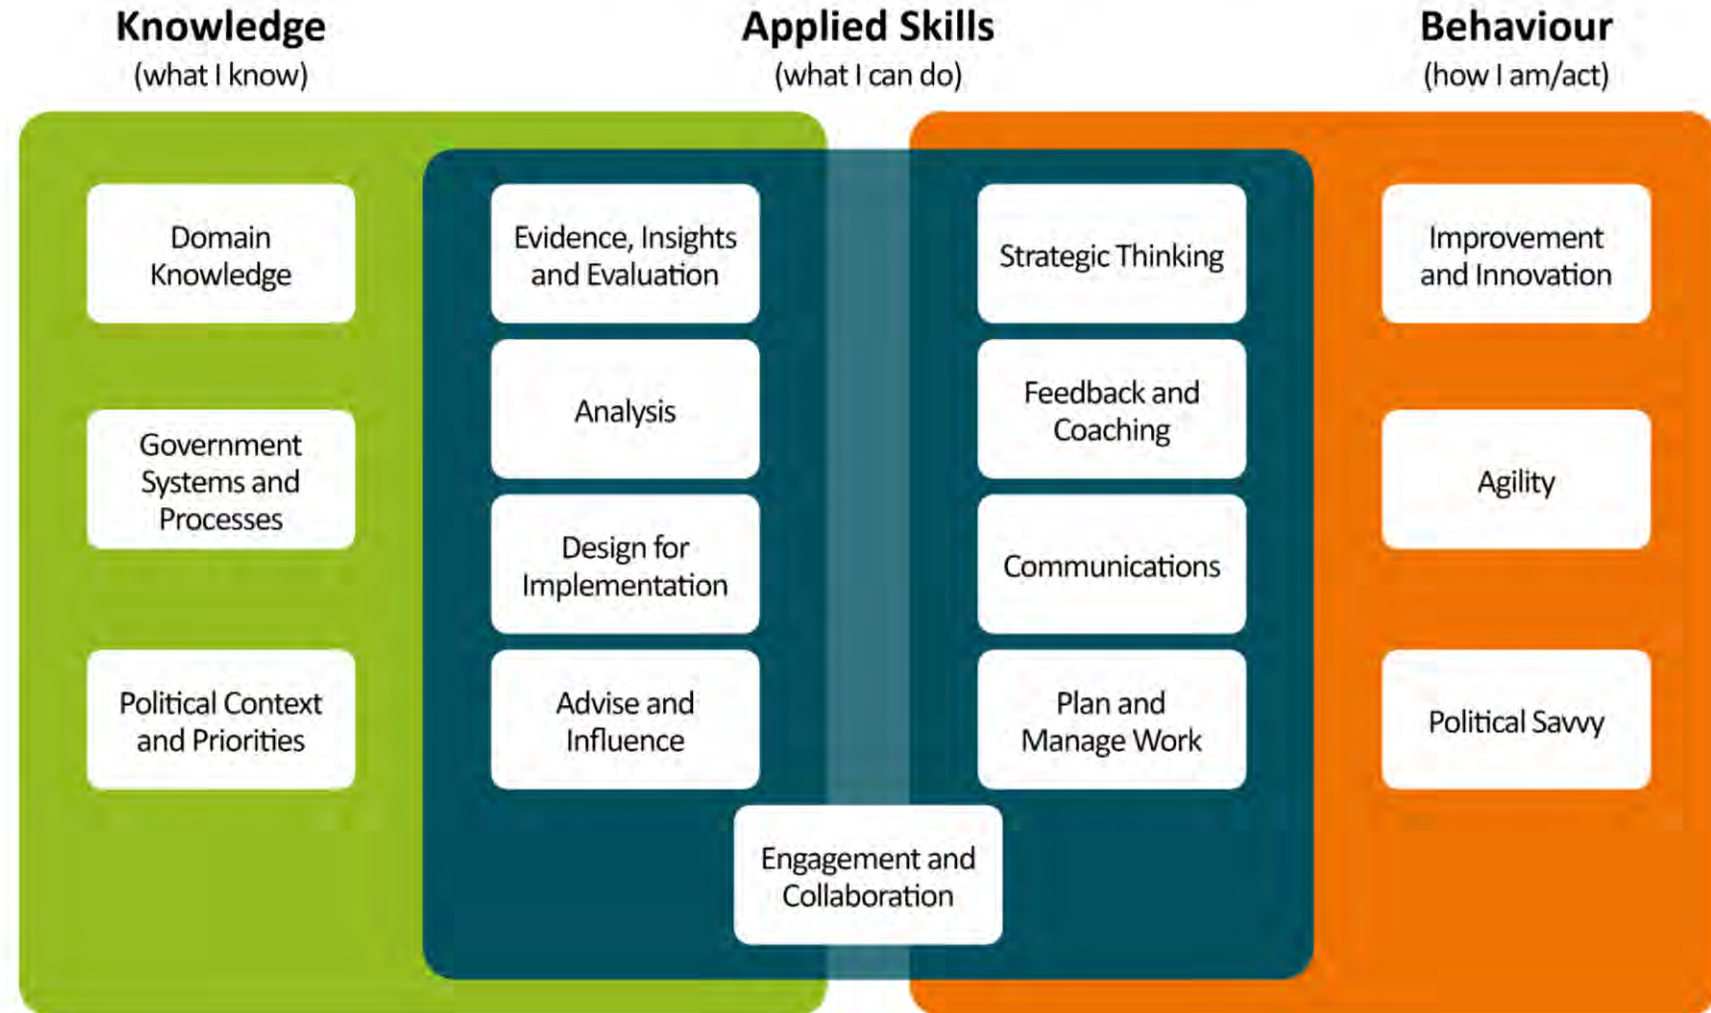 Knowledge
(what I know)
Applied Skills
(what I can do)
Behaviour
(how I am/act)
Domain
Knowledge
Government
Systems and
Processes
Political Context
and Priorities
Evidence, Insights
and Evaluation
Analysis
Design for
Implementation
Advise and
Influence
Strategic Thinking
Feedback and
Coaching
Communications
Plan and
Manage Work
Engagement and
Collaboration
Improvement
and Innovation
Agility
Political Savvy